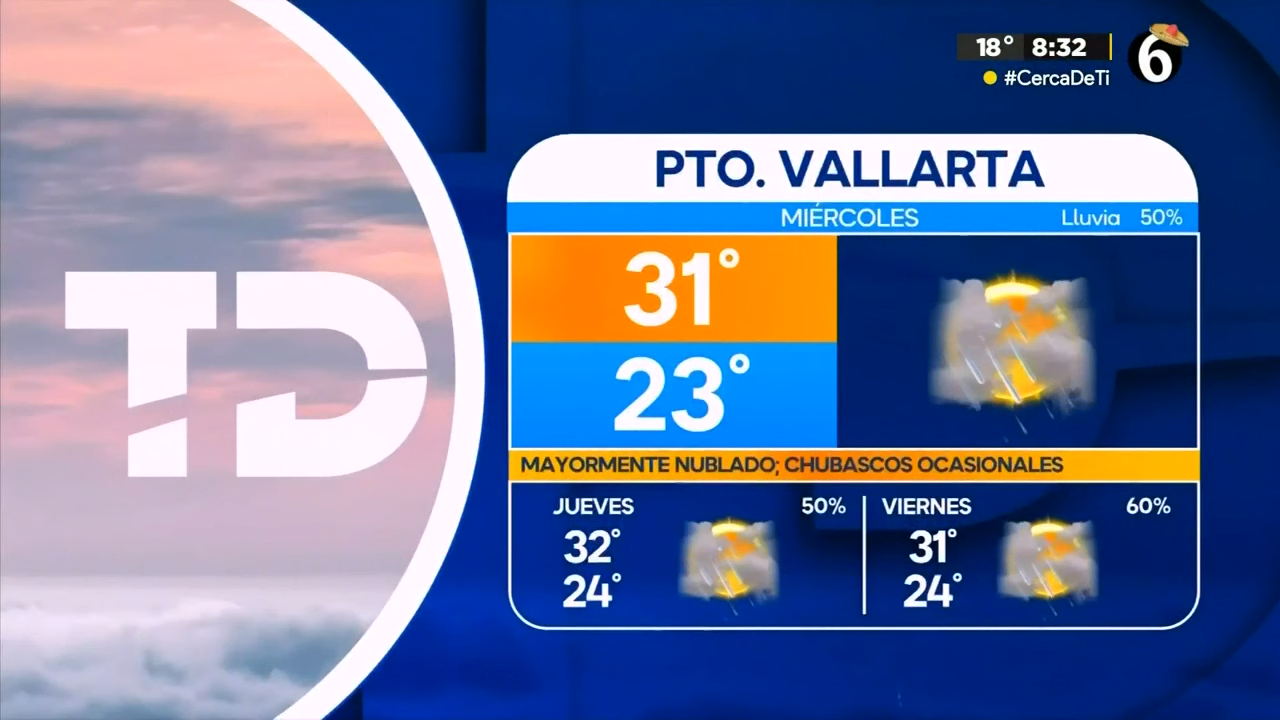 18° 8:32
#CercaDeTi
6
TD
PTO. VALLARTA
MIÉRCOLES Lluvia 50%
31°
23°
MAYORMENTE NUBLADO; CHUBASCOS OCASIONALES
JUEVES 50%
32°
24°
VIERNES 60%
31°
24°